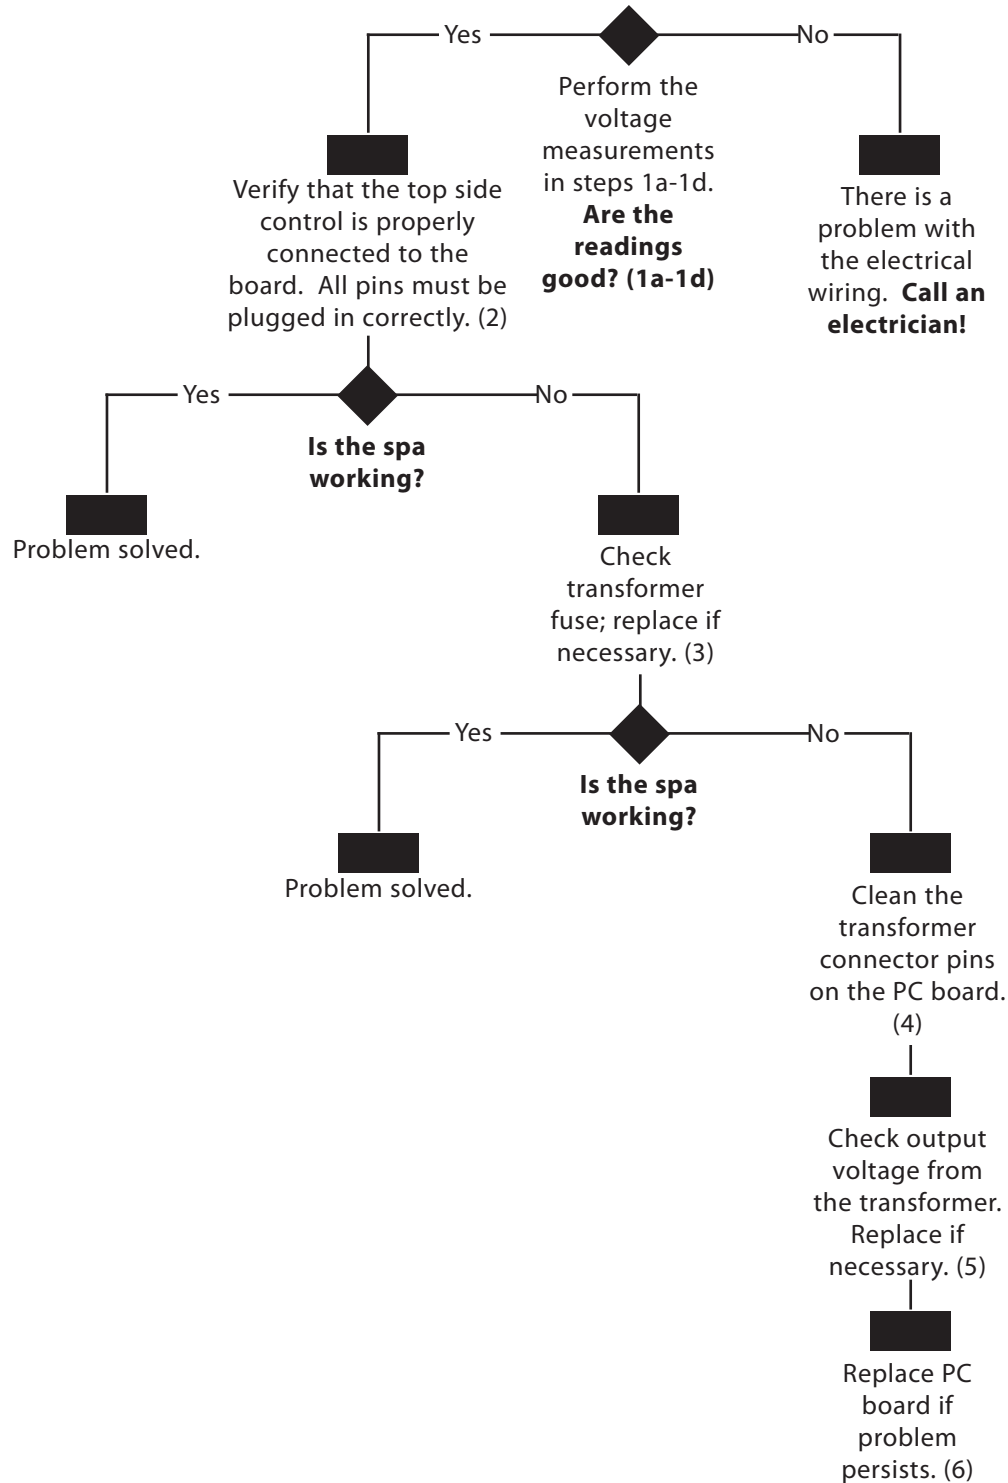 Yes
No
Perform the
voltage
measurements
in steps 1a-1d.
Are the
readings
good? (1a-1d)
Verify that the top side
control is properly
connected to the
board.  All pins must be
plugged in correctly. (2)
There is a
problem with
the electrical
wiring.  Call an
electrician!
Yes
No
Is the spa
working?
Problem solved.
Check
transformer
fuse; replace if
necessary. (3)
Yes
No
Is the spa
working?
Problem solved.
Clean the
transformer
connector pins
on the PC board.
(4)
Check output
voltage from
the transformer.
Replace if
necessary. (5)
Replace PC
board if
problem
persists. (6)